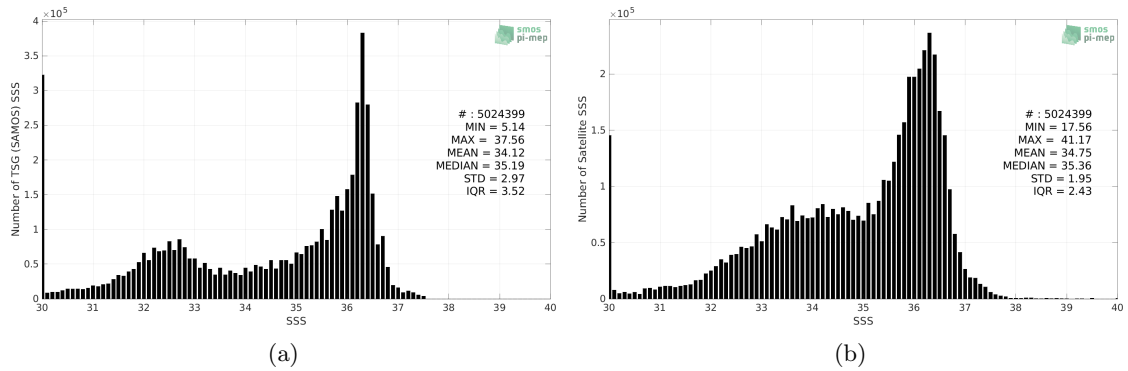 ×10^5
4
3.5
3
2.5
2
1.5
1
0.5
0
Number of TSG (SAMOS) SSS
smos
pi-mep
# : 5024399
MIN = 5.14
MAX = 37.56
MEAN = 34.12
MEDIAN = 35.19
STD = 2.97
IQR = 3.52
30 31 32 33 34 35 36 37 38 39 40
SSS
(a)
×10^5
2
1.5
1
0.5
0
Number of Satellite SSS
smos
pi-mep
# : 5024399
MIN = 17.56
MAX = 41.17
MEAN = 34.75
MEDIAN = 35.36
STD = 1.95
IQR = 2.43
30 31 32 33 34 35 36 37 38 39 40
SSS
(b)